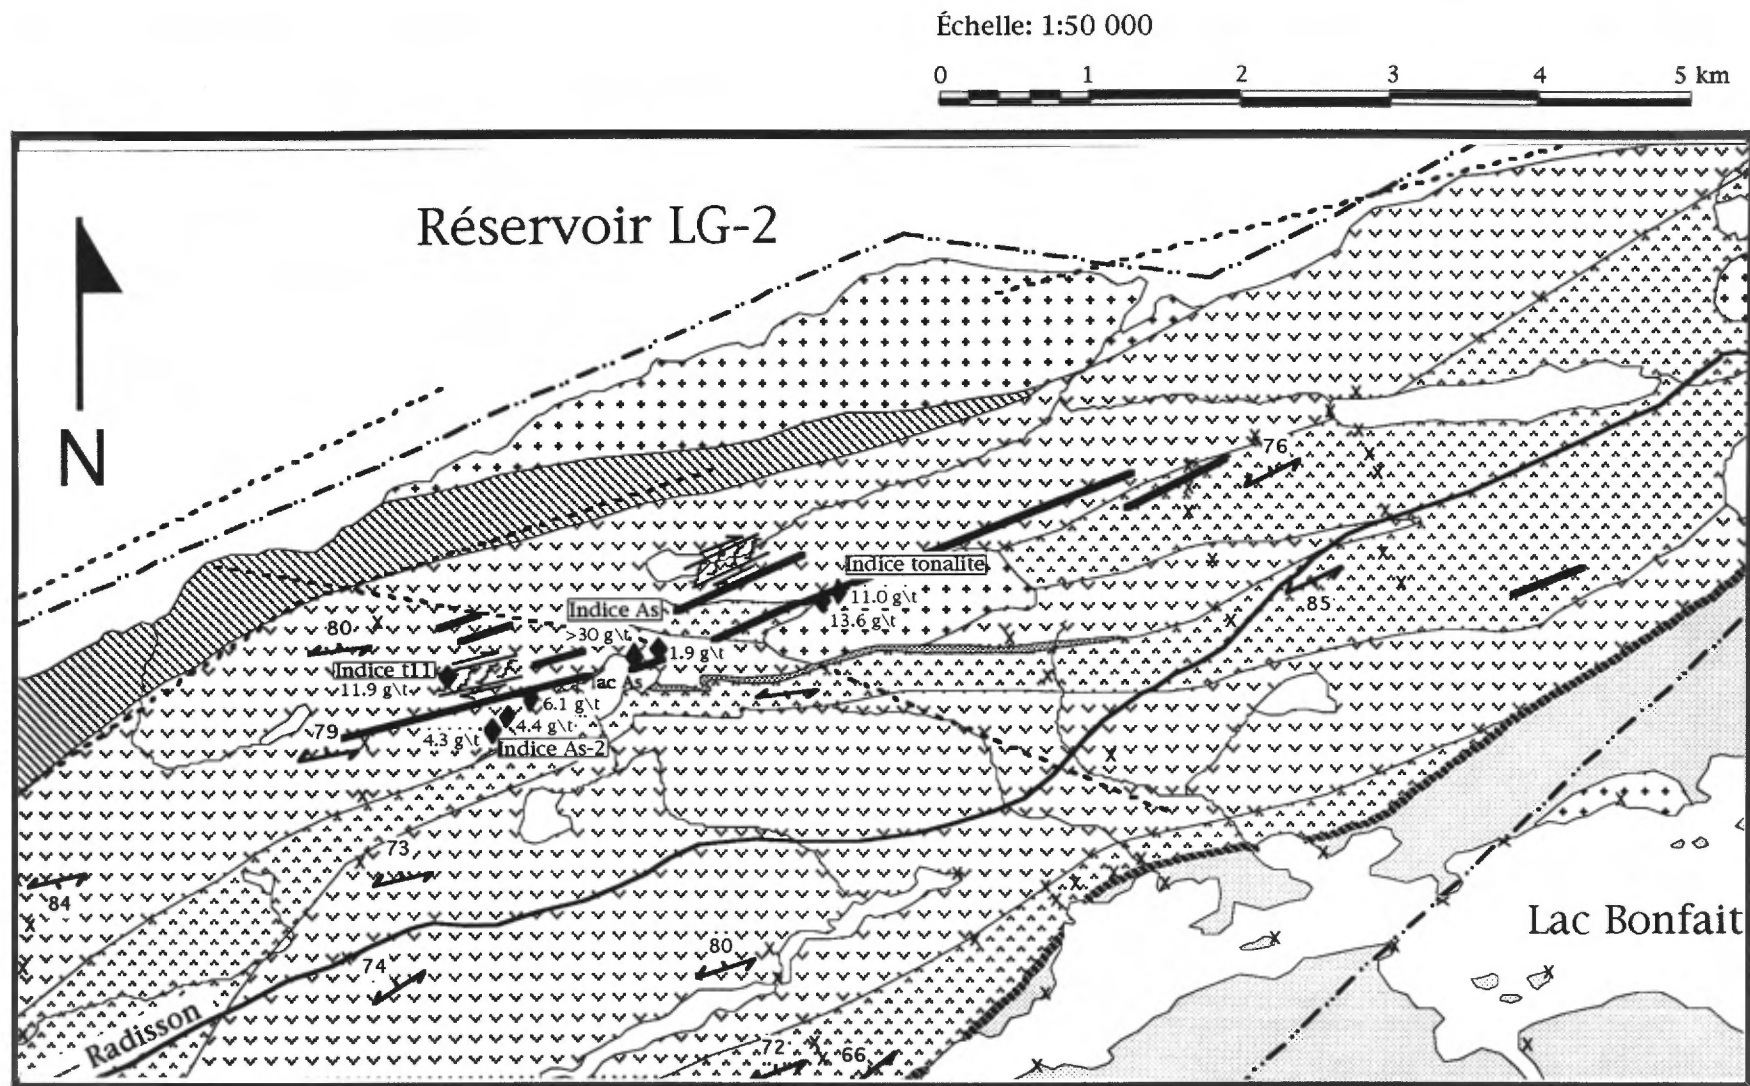 Échelle: 1:50 000
0 1 2 3 4 5 km
Réservoir LG-2
N
76
Indice tonalite
11.0 g\t
13.6 g\t
85
Indice As
>30 g\t
1.9 g\t
80
Indice t11
11.9 g\t
lac As
6.1 g\t
79
4.4 g\t
4.3 g\t
Indice As-2
73
84
Lac Bonfait
80
74
Radisson
72
66